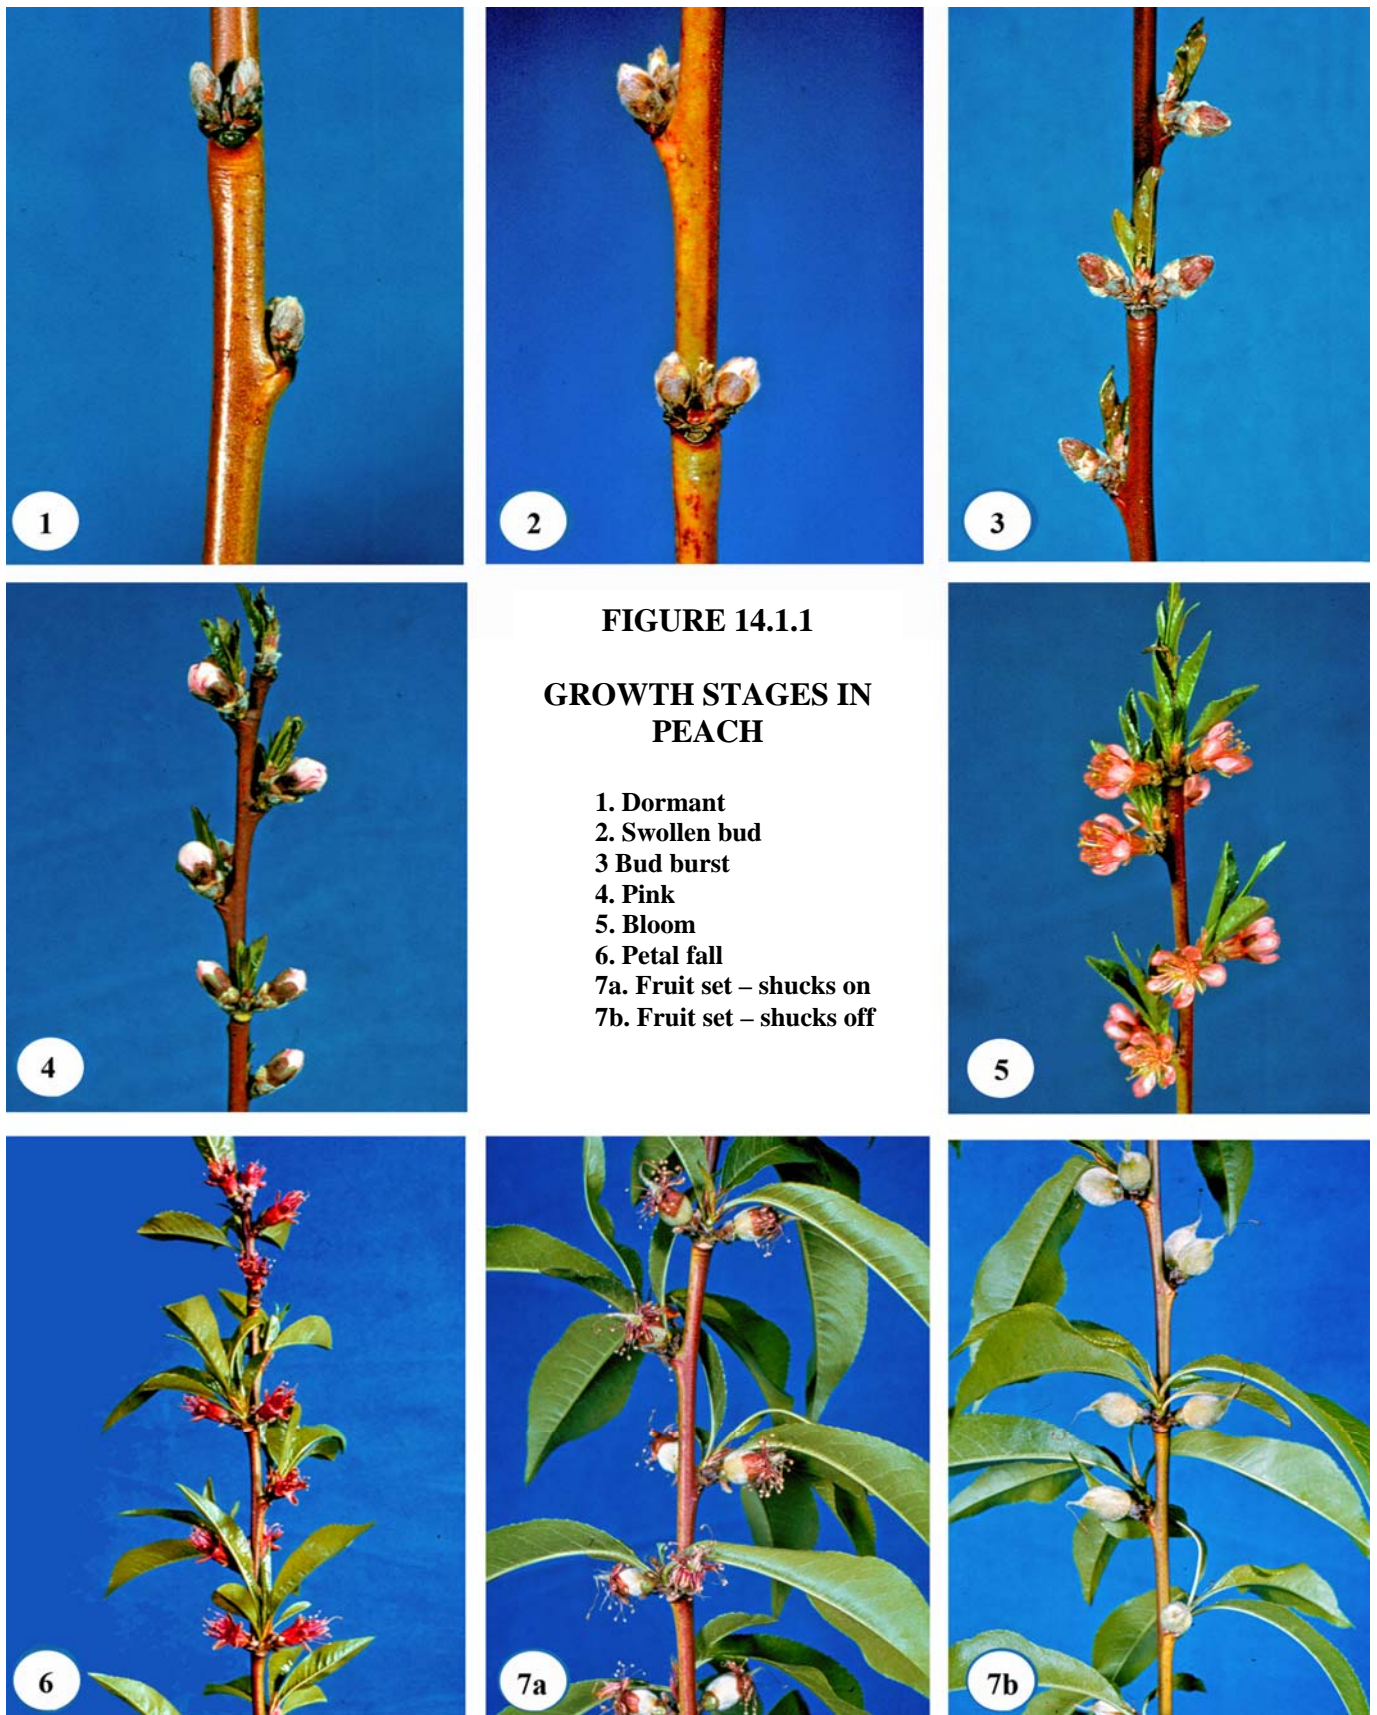 1
2
3
FIGURE 14.1.1
GROWTH STAGES IN
PEACH
1. Dormant
2. Swollen bud
3 Bud burst
4. Pink
5. Bloom
6. Petal fall
7a. Fruit set – shucks on
7b. Fruit set – shucks off
4
5
6
7a
7b